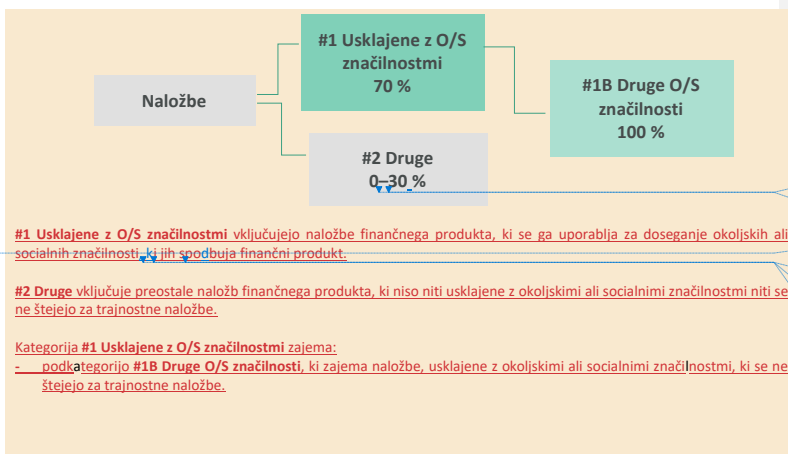 #1 Usklajene z O/S
značilnostmi
70 %
Naložbe
#1B Druge O/S
značilnosti
100 %
#2 Druge
0–30 %
#1 Usklajene z O/S značilnostmi vključujejo naložbe finančnega produkta, ki se ga uporablja za doseganje okoljskih ali
socialnih značilnosti, ki jih spodbuja finančni produkt.
#2 Druge vključuje preostale naložb finančnega produkta, ki niso niti usklajene z okoljskimi ali socialnimi značilnostmi niti se
ne štejejo za trajnostne naložbe.
Kategorija #1 Usklajene z O/S značilnostmi zajema:
- podkategorijo #1B Druge O/S značilnosti, ki zajema naložbe, usklajene z okoljskimi ali socialnimi značilnostmi, ki se ne
štejejo za trajnostne naložbe.